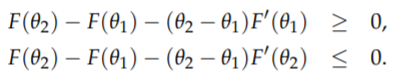 F(θ₂) − F(θ₁) − (θ₂ − θ₁)F′(θ₁) ≥ 0,
F(θ₂) − F(θ₁) − (θ₂ − θ₁)F′(θ₂) ≤ 0.